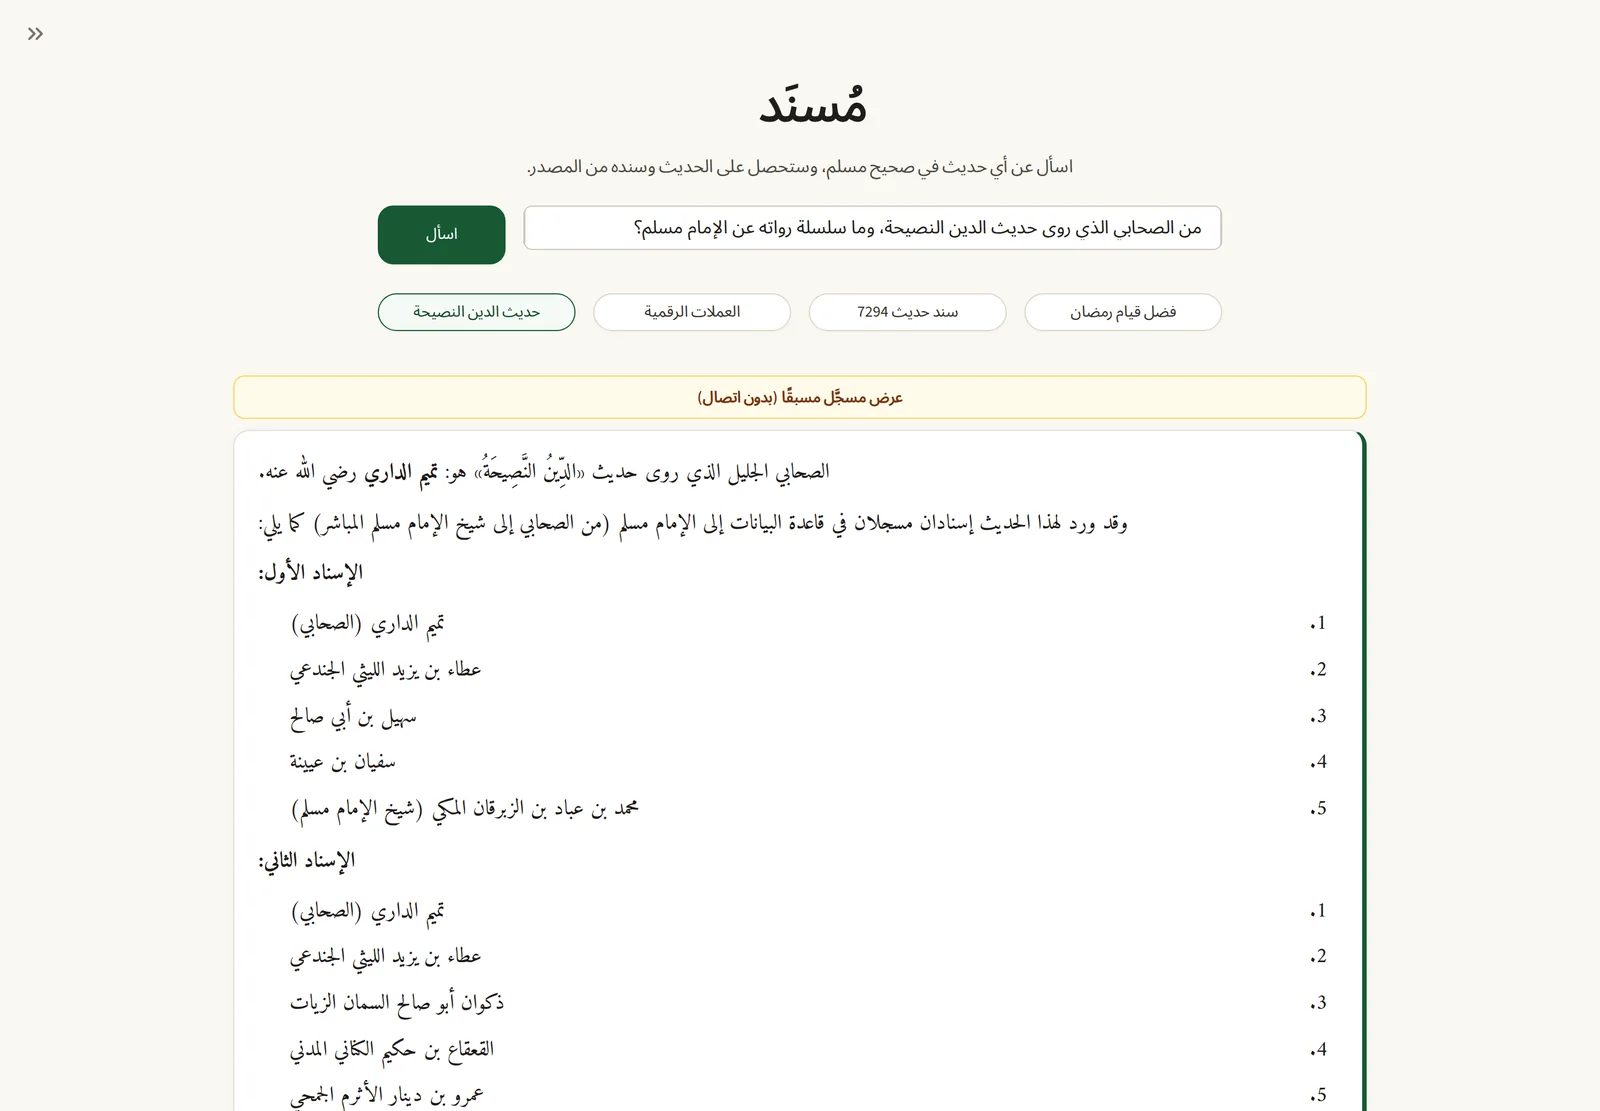 »
مُسنَد
اسأل عن أي حديث في صحيح مسلم، وستحصل على الحديث وسنده من المصدر.
من الصحابي الذي روى حديث الدين النصيحة، وما سلسلة رواته عن الإمام مسلم؟
اسأل
فضل قيام رمضان
سند حديث 7294
العملات الرقمية
حديث الدين النصيحة
عرض مسجَّل مسبقًا (بدون اتصال)
الصحابي الجليل الذي روى حديث «الدِّينُ النَّصِيحَةُ» هو: تميم الداري رضي الله عنه.
وقد ورد لهذا الحديث إسنادان مسجلان في قاعدة البيانات إلى الإمام مسلم (من الصحابي إلى شيخ الإمام مسلم المباشر) كما يلي:
الإسناد الأول:
1. تميم الداري (الصحابي)
2. عطاء بن يزيد الليثي الجندعي
3. سهيل بن أبي صالح
4. سفيان بن عيينة
5. محمد بن عباد بن الزبرقان المكي (شيخ الإمام مسلم)
الإسناد الثاني:
1. تميم الداري (الصحابي)
2. عطاء بن يزيد الليثي الجندعي
3. ذكوان أبو صالح السمان الزيات
4. القعقاع بن حكيم الكناني المدني
5. عمرو بن دينار الأثرم الجمحي